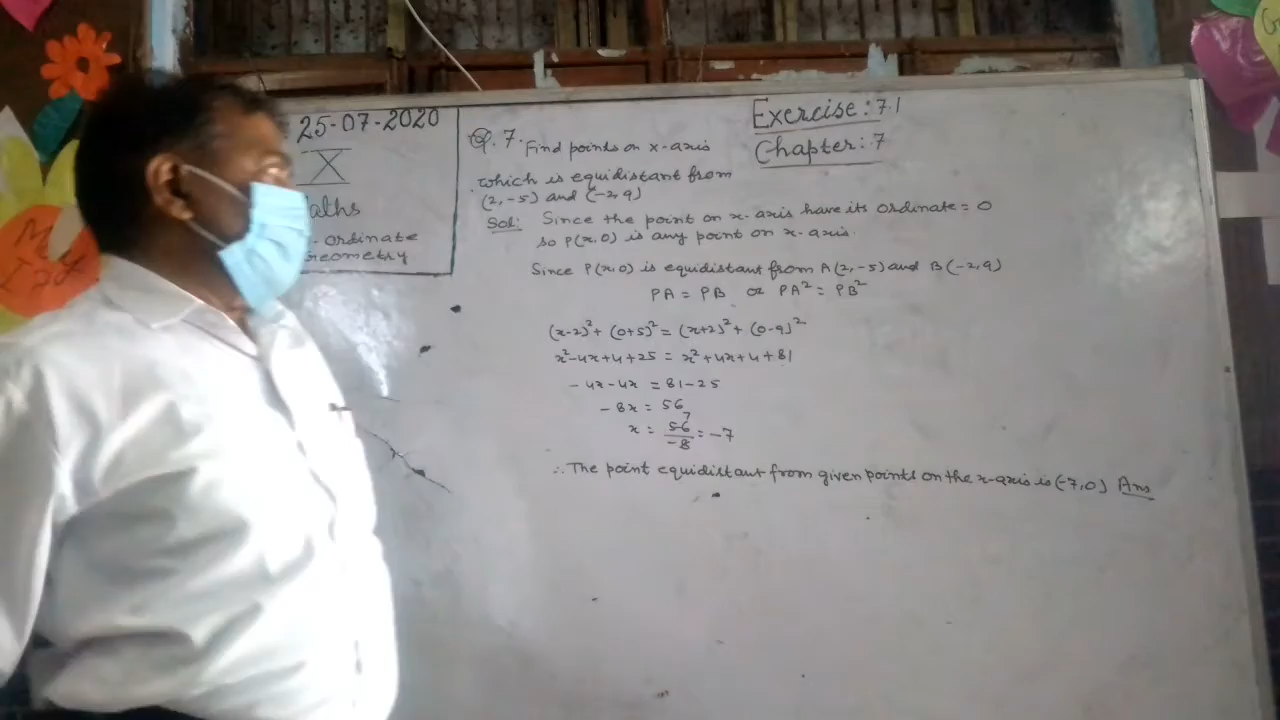 25-07-2020
X
aths
ordinate
eometry
Exercise: 7.1
Chapter: 7
Q. 7. Find points on x-axis
which is equidistant from
(2, -5) and (-2, 9)
Sol: Since the point on x-axis have its ordinate = 0
so P(x, 0) is any point on x-axis.
Since P(x, 0) is equidistant from A(2, -5) and B(-2, 9)
PA = PB or PA² = PB²
(x-2)² + (0+5)² = (x+2)² + (0-9)²
x²-4x+4+25 = x²+4x+4+81
-4x-4x = 81-25
-8x = 56
7
x = 56/-8 = -7
∴ The point equidistant from given points on the x-axis is (-7, 0) Ans